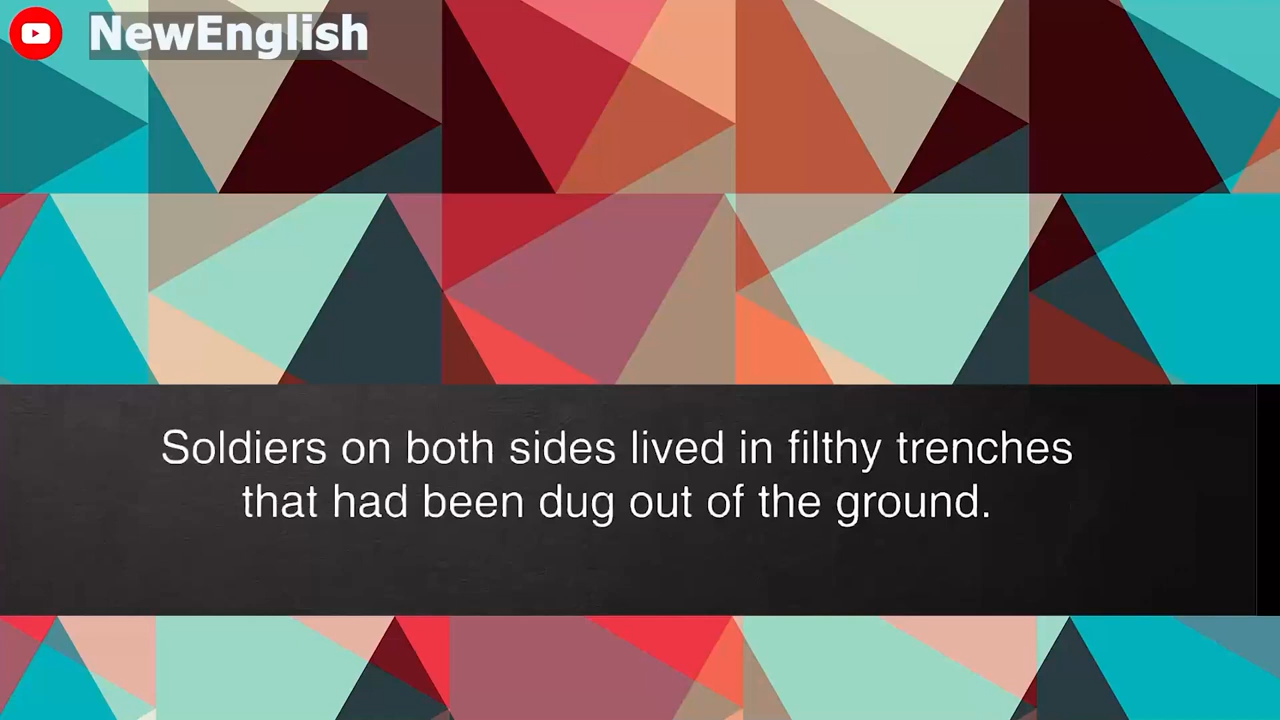 NewEnglish
Soldiers on both sides lived in filthy trenches
that had been dug out of the ground.